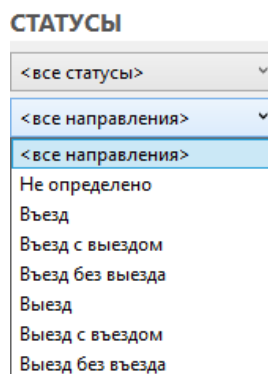 СТАТУСЫ
<все статусы>
<все направления>
<все направления>
Не определено
Въезд
Въезд с выездом
Въезд без выезда
Выезд
Выезд с въездом
Выезд без въезда